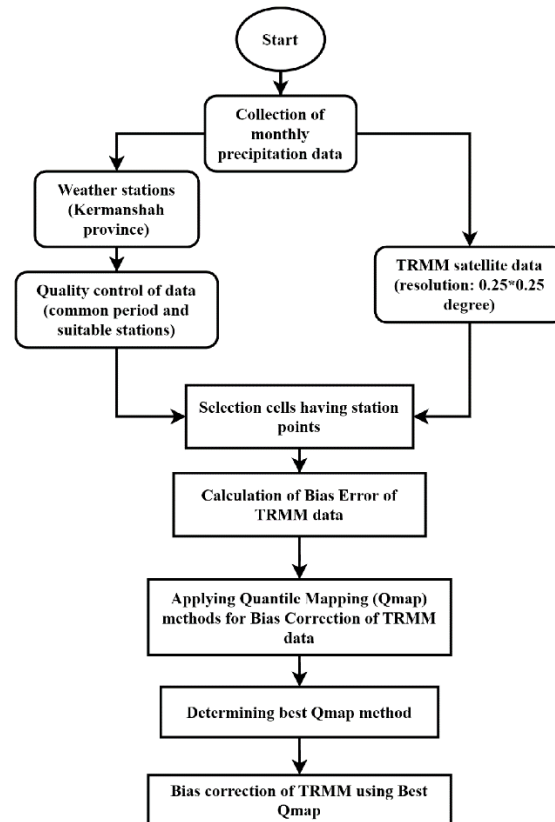 Start
Collection of
monthly
precipitation data
Weather stations
(Kermanshah
province)
Quality control of data
(common period and
suitable stations)
TRMM satellite data
(resolution: 0.25*0.25
degree)
Selection cells having station
points
Calculation of Bias Error of
TRMM data
Applying Quantile Mapping (Qmap)
methods for Bias Correction of TRMM
data
Determining best Qmap method
Bias correction of TRMM using Best
Qmap